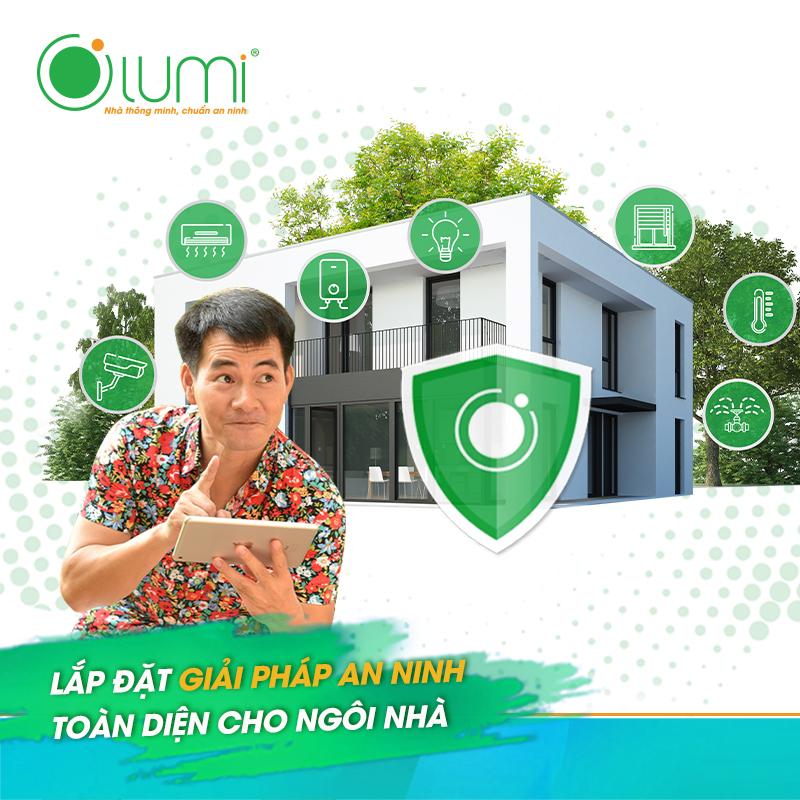 lumi®
Nhà thông minh, chuẩn an ninh
LẮP ĐẶT GIẢI PHÁP AN NINH
TOÀN DIỆN CHO NGÔI NHÀ